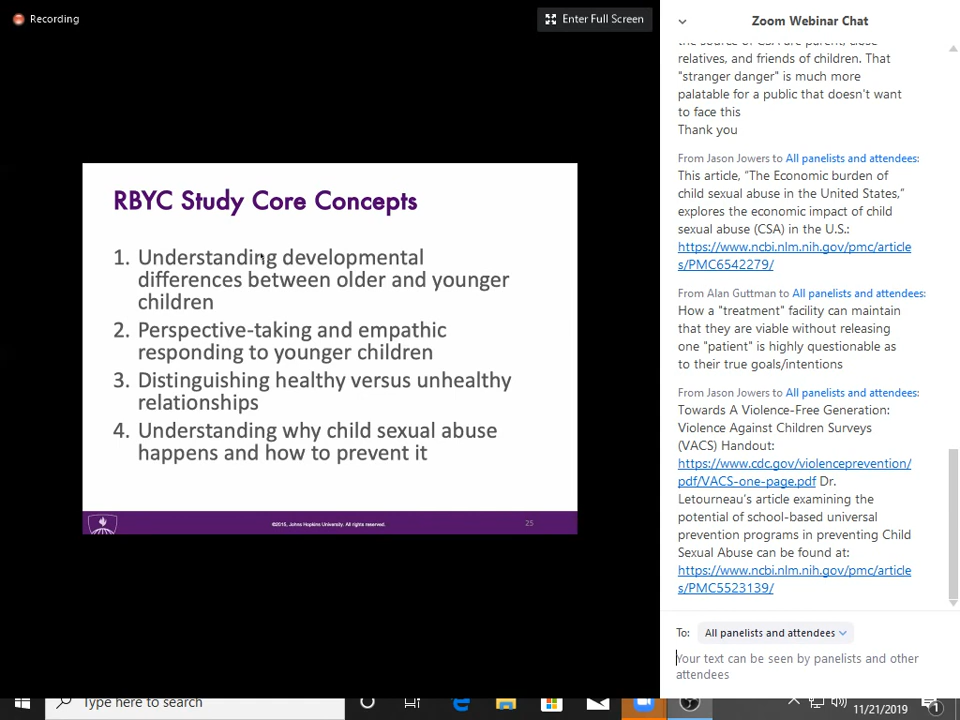 Recording
Enter Full Screen
Zoom Webinar Chat
relatives, and friends of children. That
"stranger danger" is much more
palatable for a public that doesn't want
to face this
Thank you
From Jason Jowers to All panelists and attendees:
This article, "The Economic burden of
child sexual abuse in the United States,"
explores the economic impact of child
sexual abuse (CSA) in the U.S.:
https://www.ncbi.nlm.nih.gov/pmc/article
s/PMC6542279/
From Alan Guttman to All panelists and attendees:
How a "treatment" facility can maintain
that they are viable without releasing
one "patient" is highly questionable as
to their true goals/intentions
From Jason Jowers to All panelists and attendees:
Towards A Violence-Free Generation:
Violence Against Children Surveys
(VACS) Handout:
https://www.cdc.gov/violenceprevention/
pdf/VACS-one-page.pdf Dr.
Letourneau's article examining the
potential of school-based universal
prevention programs in preventing Child
Sexual Abuse can be found at:
https://www.ncbi.nlm.nih.gov/pmc/article
s/PMC5523139/
To: All panelists and attendees
Your text can be seen by panelists and other
attendees
RBYC Study Core Concepts
1. Understanding developmental
differences between older and younger
children
2. Perspective-taking and empathic
responding to younger children
3. Distinguishing healthy versus unhealthy
relationships
4. Understanding why child sexual abuse
happens and how to prevent it
©2015, Johns Hopkins University. All rights reserved.
25
Type here to search
11/21/2019
1